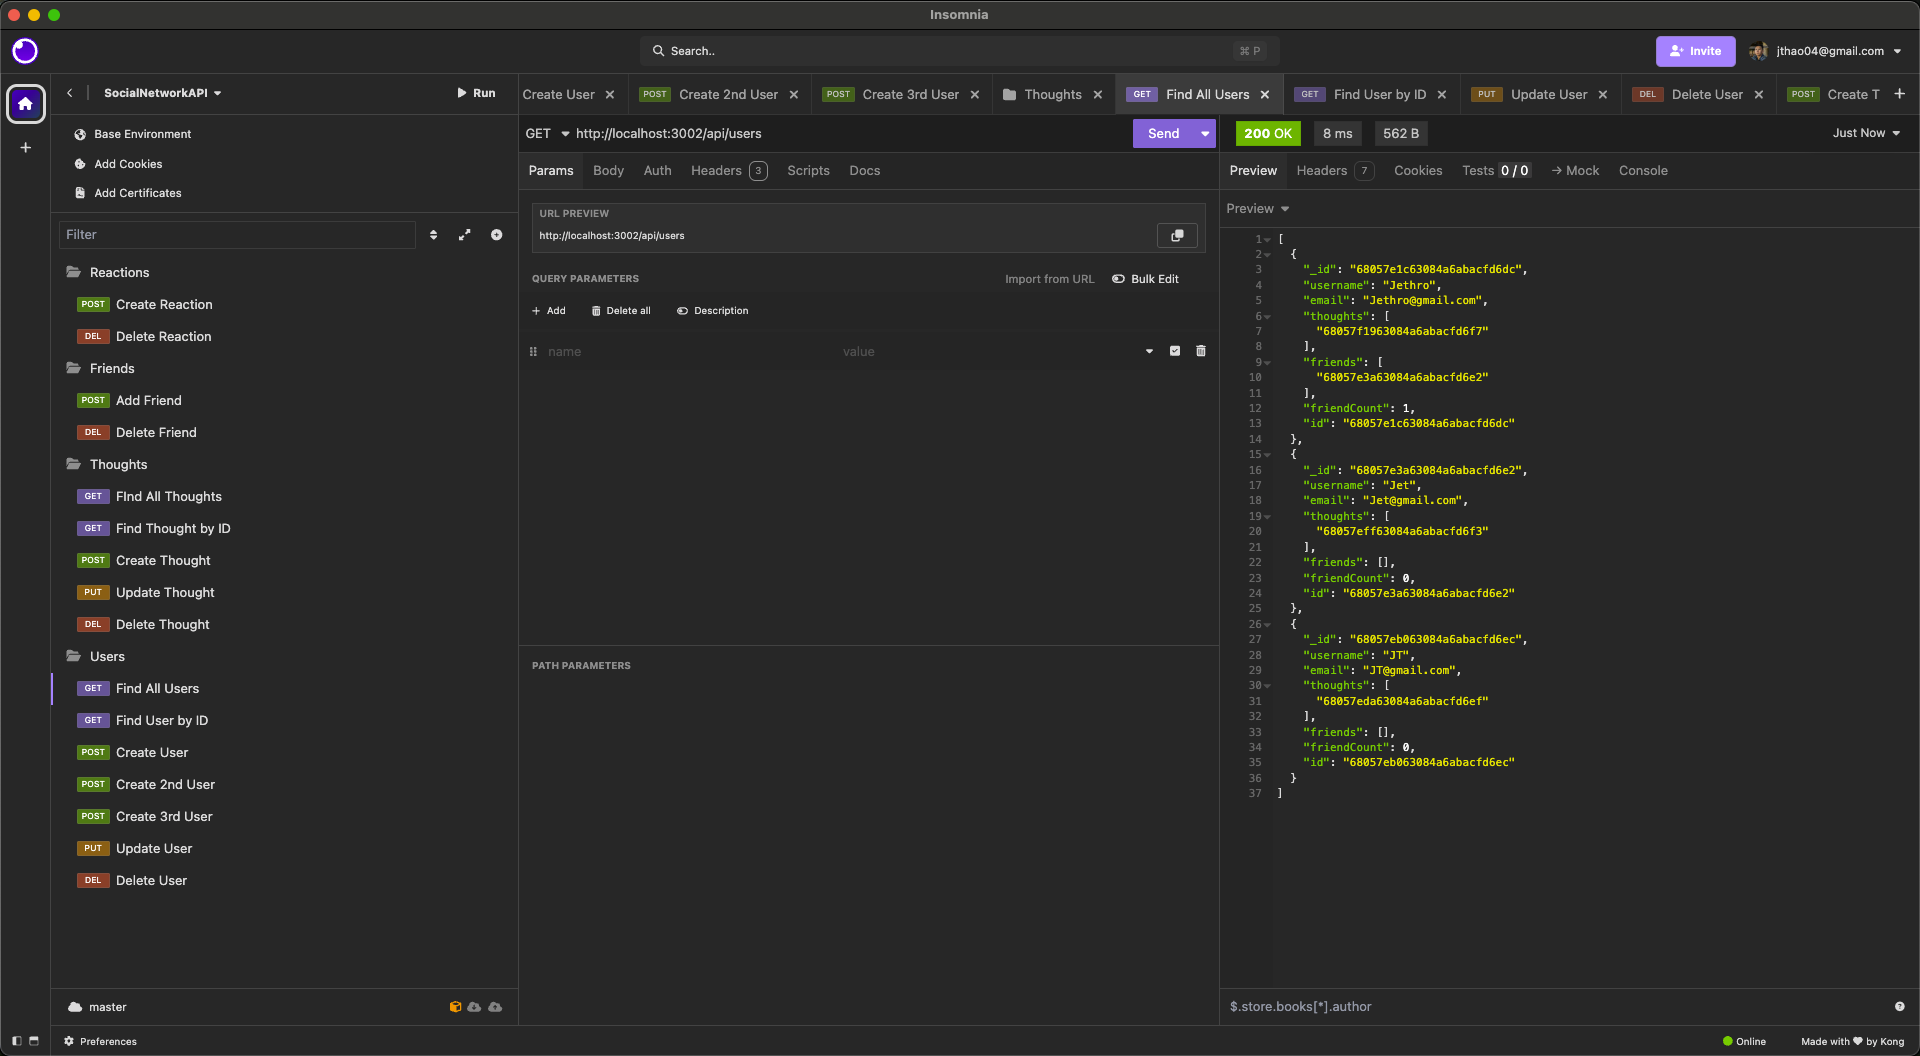 Insomnia
Search..
⌘ P
Invite
jthao04@gmail.com
SocialNetworkAPI
Run
Base Environment
Add Cookies
Add Certificates
Filter
Reactions
POST Create Reaction
DEL Delete Reaction
Friends
POST Add Friend
DEL Delete Friend
Thoughts
GET FInd All Thoughts
GET Find Thought by ID
POST Create Thought
PUT Update Thought
DEL Delete Thought
Users
GET Find All Users
GET Find User by ID
POST Create User
POST Create 2nd User
POST Create 3rd User
PUT Update User
DEL Delete User
master
Preferences
Create User
POST Create 2nd User
POST Create 3rd User
Thoughts
GET Find All Users
GET Find User by ID
PUT Update User
DEL Delete User
POST Create T
GET http://localhost:3002/api/users
Send
Params Body Auth Headers 3 Scripts Docs
URL PREVIEW
http://localhost:3002/api/users
QUERY PARAMETERS
Import from URL
Bulk Edit
Add
Delete all
Description
name value
PATH PARAMETERS
200 OK 8 ms 562 B
Just Now
Preview Headers 7 Cookies Tests 0 / 0 → Mock Console
Preview
1 [
2 {
3 "_id": "68057e1c63084a6abacfd6dc",
4 "username": "Jethro",
5 "email": "Jethro@gmail.com",
6 "thoughts": [
7 "68057f1963084a6abacfd6f7"
8 ],
9 "friends": [
10 "68057e3a63084a6abacfd6e2"
11 ],
12 "friendCount": 1,
13 "id": "68057e1c63084a6abacfd6dc"
14 },
15 {
16 "_id": "68057e3a63084a6abacfd6e2",
17 "username": "Jet",
18 "email": "Jet@gmail.com",
19 "thoughts": [
20 "68057eff63084a6abacfd6f3"
21 ],
22 "friends": [],
23 "friendCount": 0,
24 "id": "68057e3a63084a6abacfd6e2"
25 },
26 {
27 "_id": "68057eb063084a6abacfd6ec",
28 "username": "JT",
29 "email": "JT@gmail.com",
30 "thoughts": [
31 "68057eda63084a6abacfd6ef"
32 ],
33 "friends": [],
34 "friendCount": 0,
35 "id": "68057eb063084a6abacfd6ec"
36 }
37 ]
$.store.books[*].author
Online
Made with ♥ by Kong